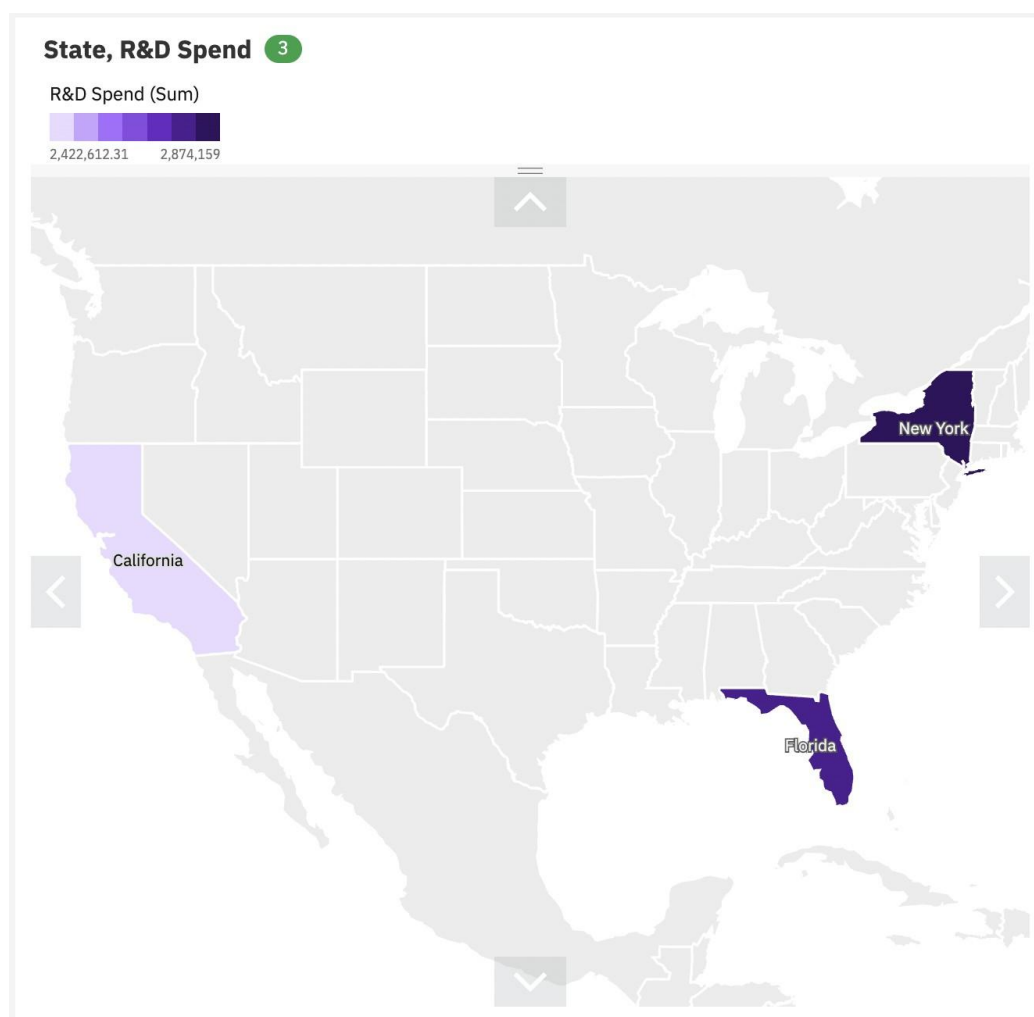 State, R&D Spend 3
R&D Spend (Sum)
2,422,612.31 2,874,159
New York
California
Florida